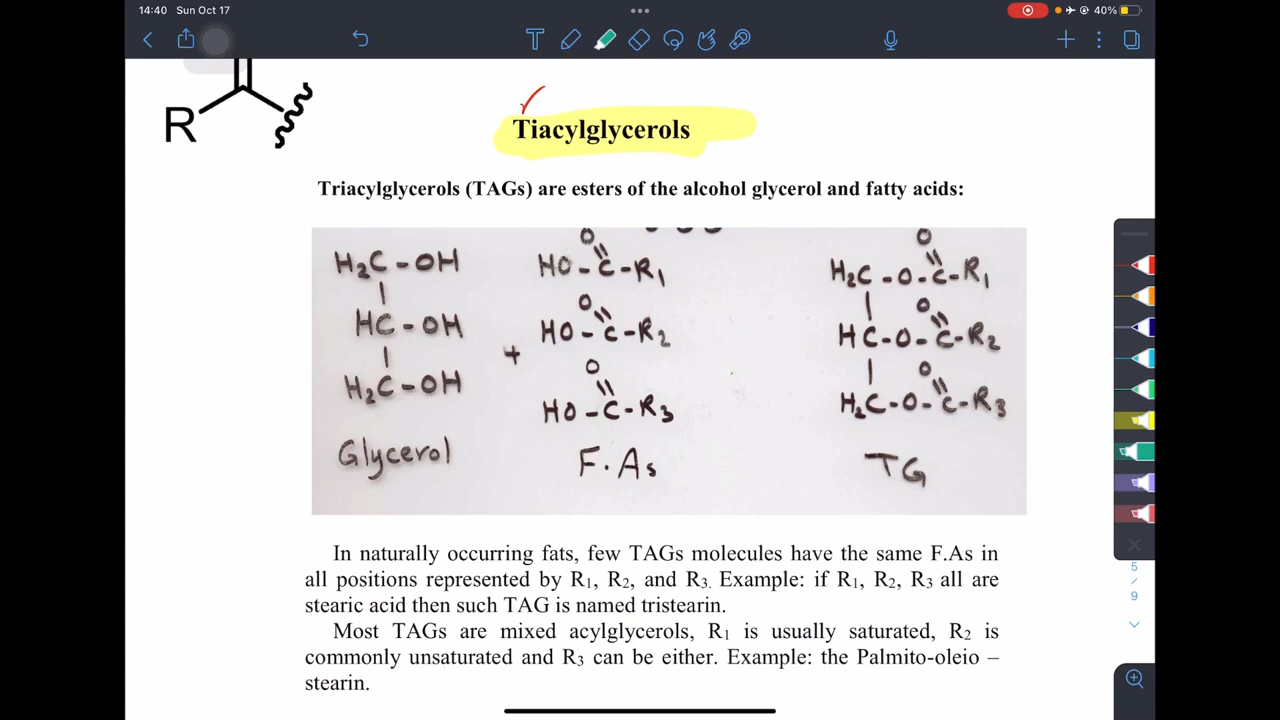 14:40 Sun Oct 17
40%
R
Tiacylglycerols
Triacylglycerols (TAGs) are esters of the alcohol glycerol and fatty acids:
H₂C-OH
HC-OH
H₂C-OH
Glycerol
+
O
HO-C-R₁
O
HO-C-R₂
O
HO-C-R₃
F.As
O
H₂C-O-C-R₁
O
HC-O-C-R₂
O
H₂C-O-C-R₃
TG
In naturally occurring fats, few TAGs molecules have the same F.As in
all positions represented by R₁, R₂, and R₃. Example: if R₁, R₂, R₃ all are
stearic acid then such TAG is named tristearin.
Most TAGs are mixed acylglycerols, R₁ is usually saturated, R₂ is
commonly unsaturated and R₃ can be either. Example: the Palmito-oleio –
stearin.
5
/
9